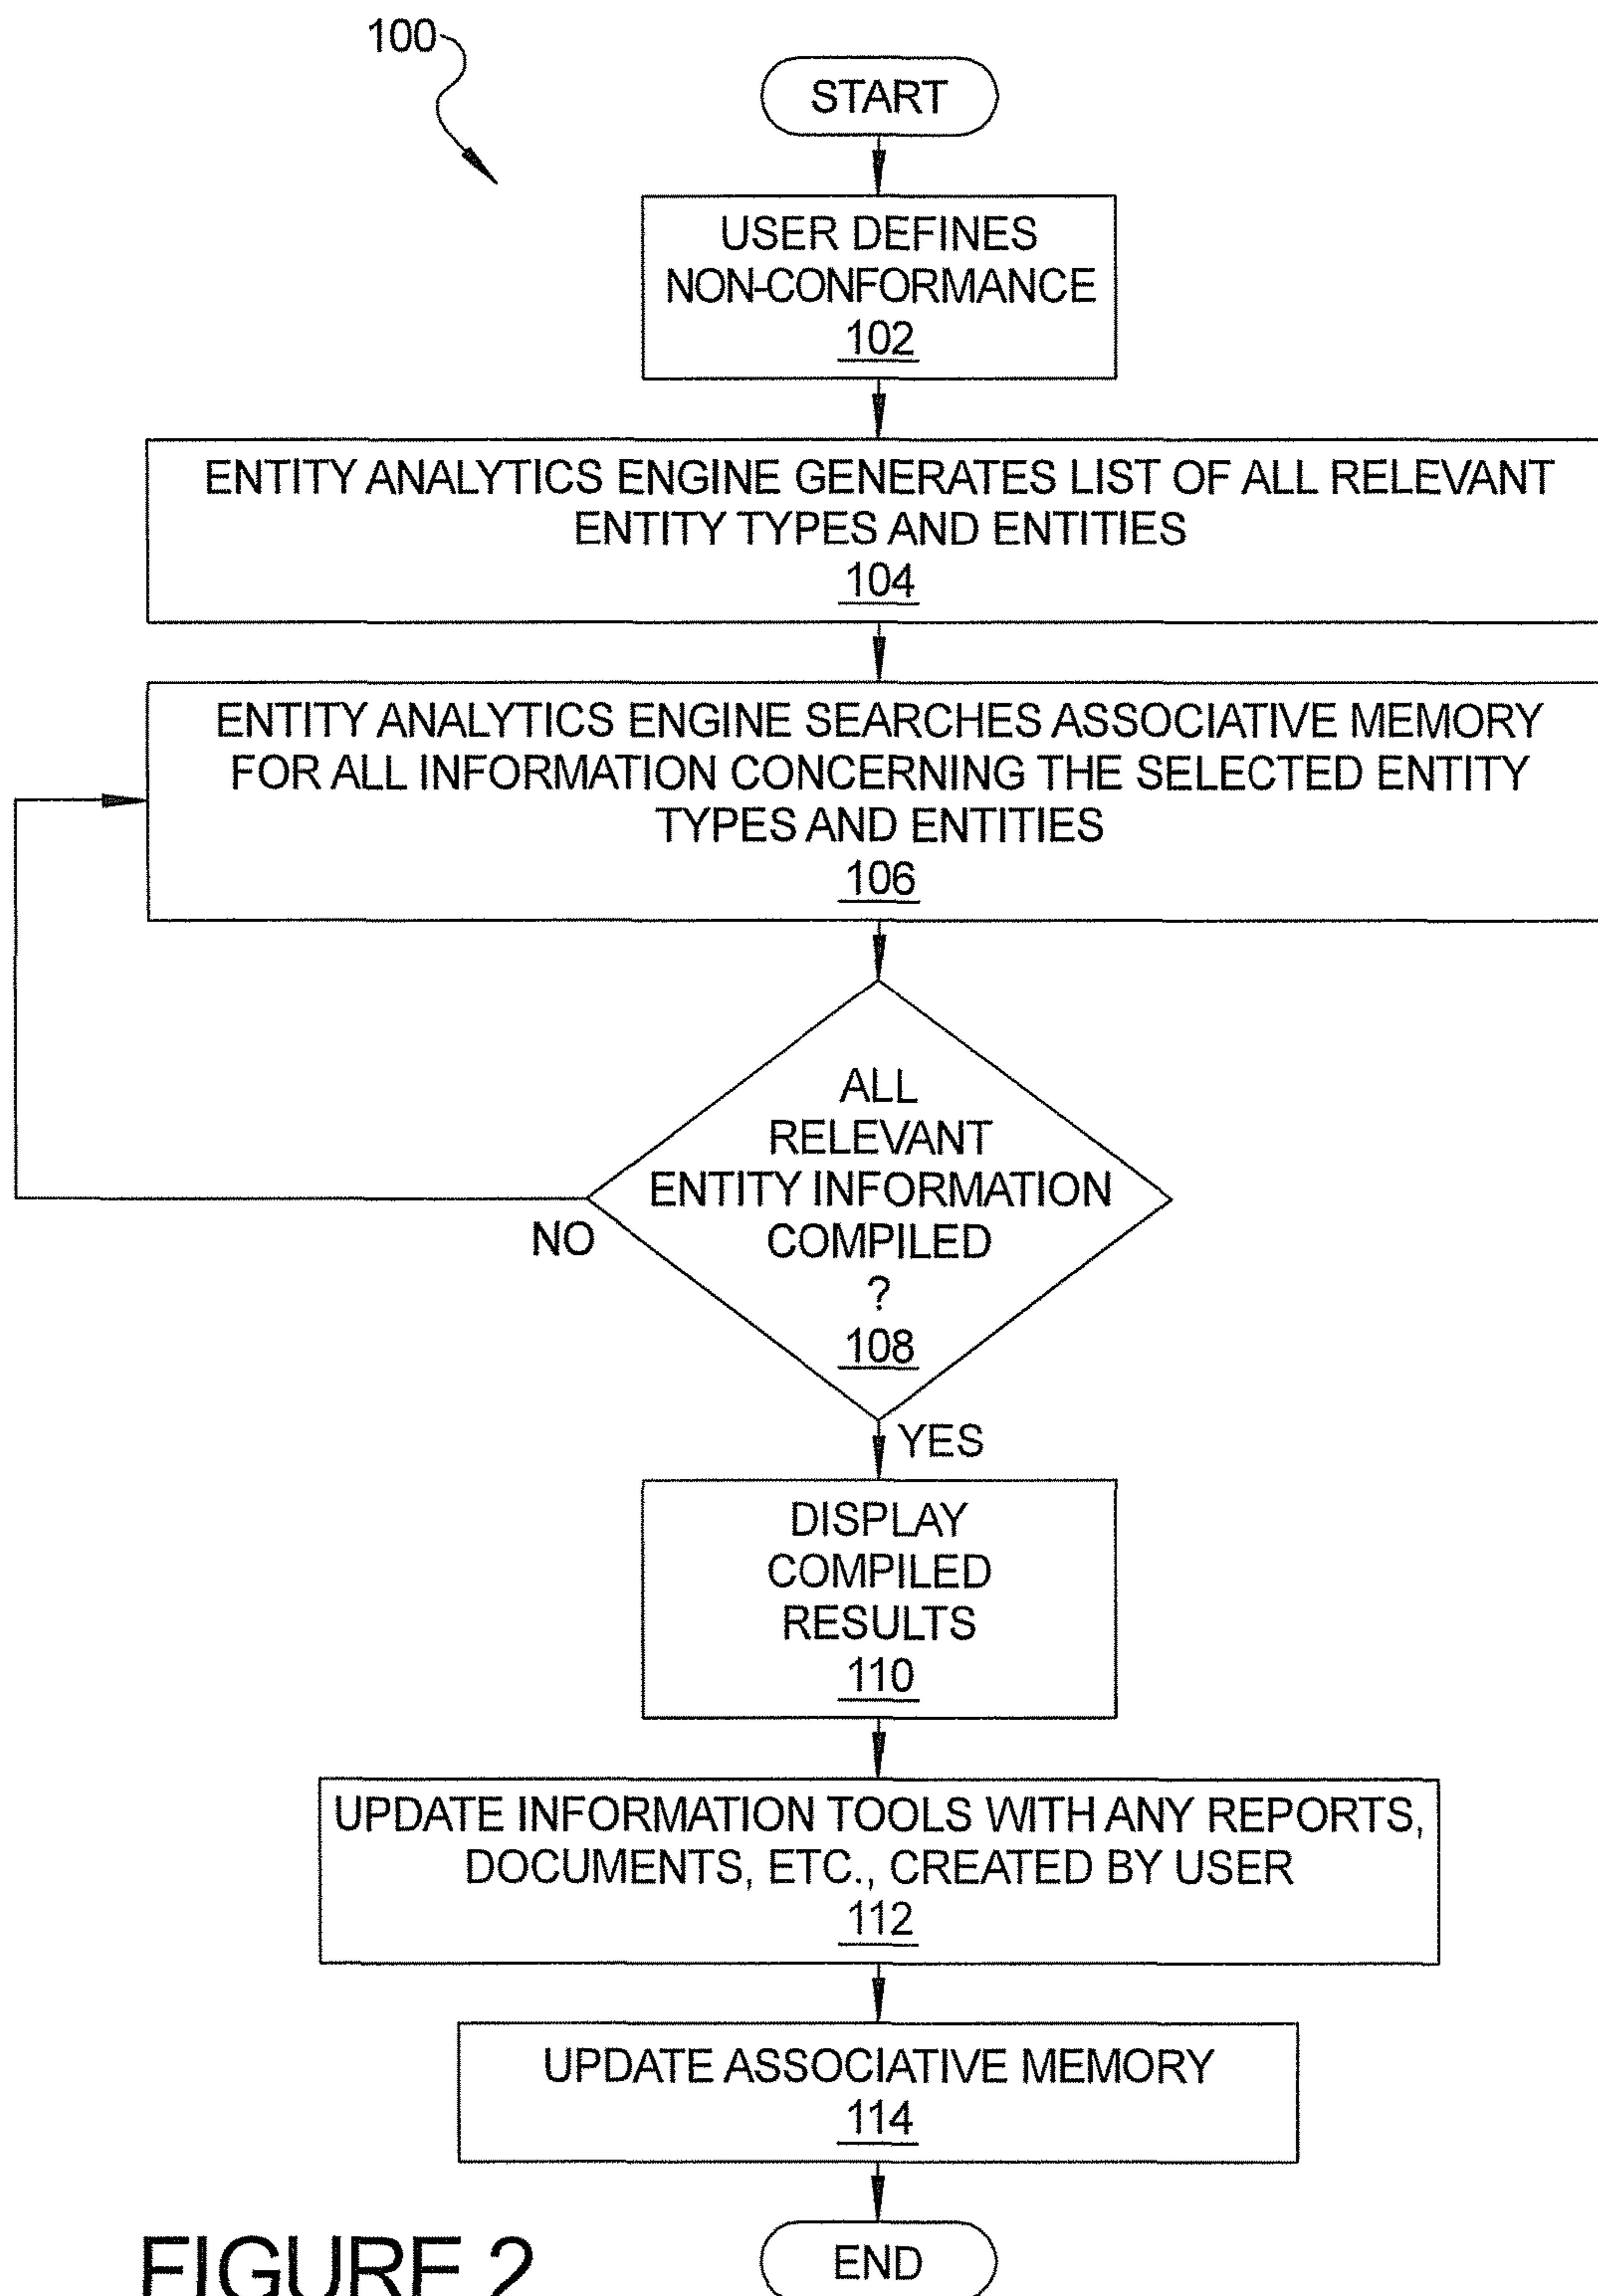 100
START
USER DEFINES
NON-CONFORMANCE
102
ENTITY ANALYTICS ENGINE GENERATES LIST OF ALL RELEVANT
ENTITY TYPES AND ENTITIES
104
ENTITY ANALYTICS ENGINE SEARCHES ASSOCIATIVE MEMORY
FOR ALL INFORMATION CONCERNING THE SELECTED ENTITY
TYPES AND ENTITIES
106
ALL
RELEVANT
ENTITY INFORMATION
COMPILED
?
108
NO
YES
DISPLAY
COMPILED
RESULTS
110
UPDATE INFORMATION TOOLS WITH ANY REPORTS,
DOCUMENTS, ETC., CREATED BY USER
112
UPDATE ASSOCIATIVE MEMORY
114
END
FIGURE 2